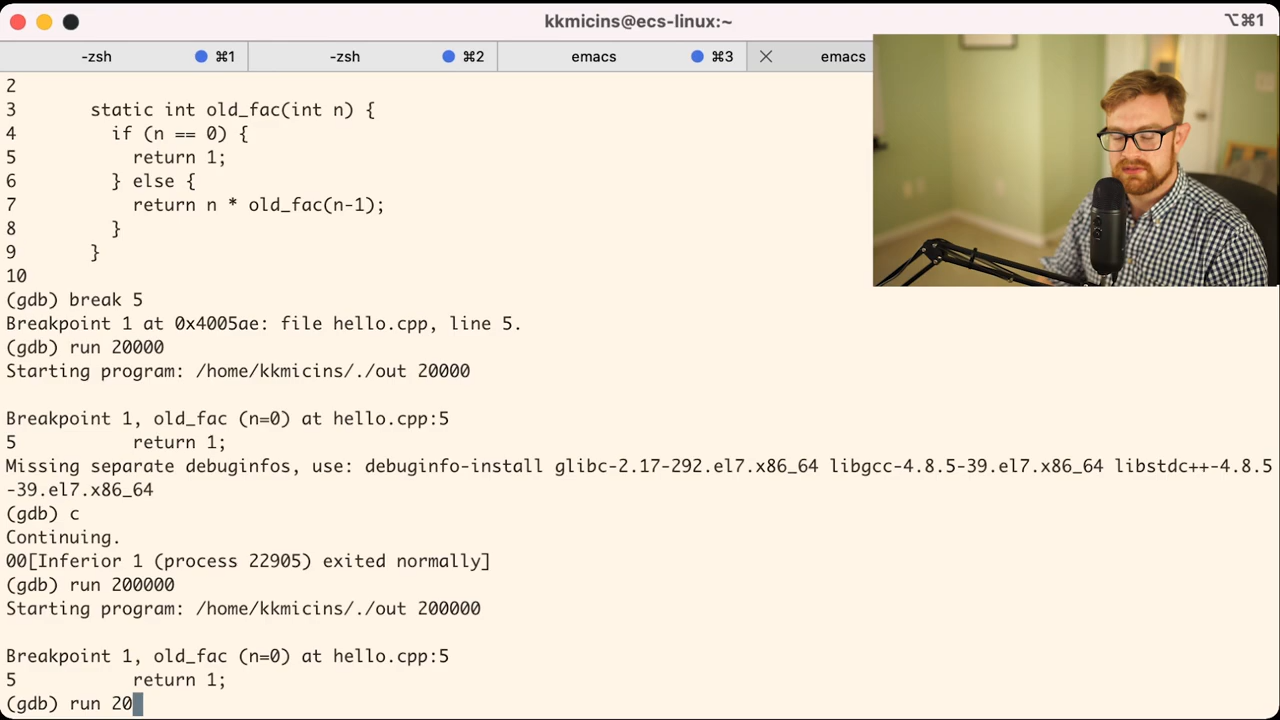 kkmicins@ecs-linux:~
⌥⌘1
-zsh ⌘1 -zsh ⌘2 emacs ⌘3 emacs
2
3 static int old_fac(int n) {
4 if (n == 0) {
5 return 1;
6 } else {
7 return n * old_fac(n-1);
8 }
9 }
10
(gdb) break 5
Breakpoint 1 at 0x4005ae: file hello.cpp, line 5.
(gdb) run 20000
Starting program: /home/kkmicins/./out 20000
Breakpoint 1, old_fac (n=0) at hello.cpp:5
5 return 1;
Missing separate debuginfos, use: debuginfo-install glibc-2.17-292.el7.x86_64 libgcc-4.8.5-39.el7.x86_64 libstdc++-4.8.5
-39.el7.x86_64
(gdb) c
Continuing.
00[Inferior 1 (process 22905) exited normally]
(gdb) run 200000
Starting program: /home/kkmicins/./out 200000
Breakpoint 1, old_fac (n=0) at hello.cpp:5
5 return 1;
(gdb) run 20